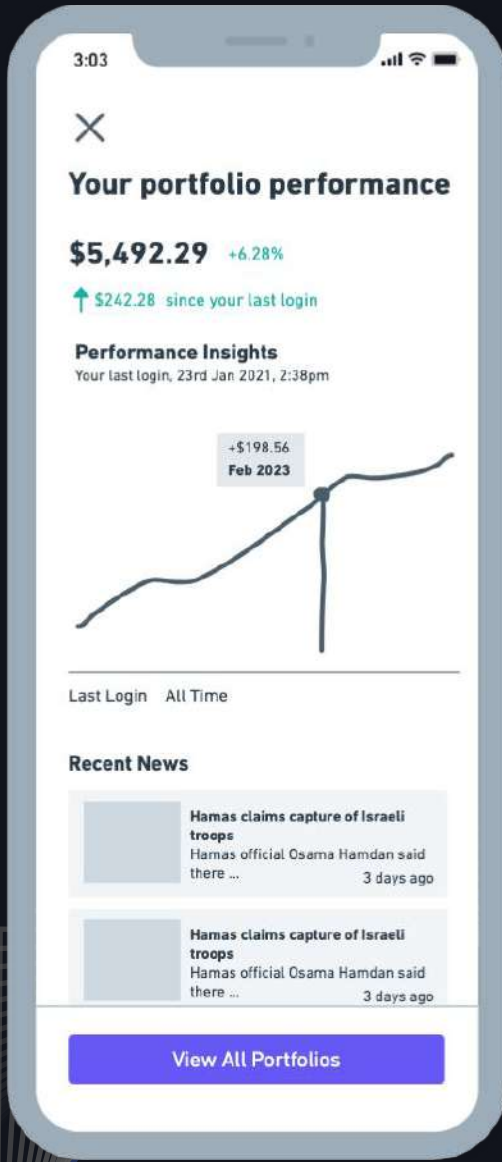 3:03
Your portfolio performance
$5,492.29 +6.28%
$242.28 since your last login
Performance Insights
Your last login, 23rd Jan 2021, 2:38pm
+$198.56
Feb 2023
Last Login All Time
Recent News
Hamas claims capture of Israeli
troops
Hamas official Osama Hamdan said
there ...
3 days ago
Hamas claims capture of Israeli
troops
Hamas official Osama Hamdan said
there ...
3 days ago
View All Portfolios